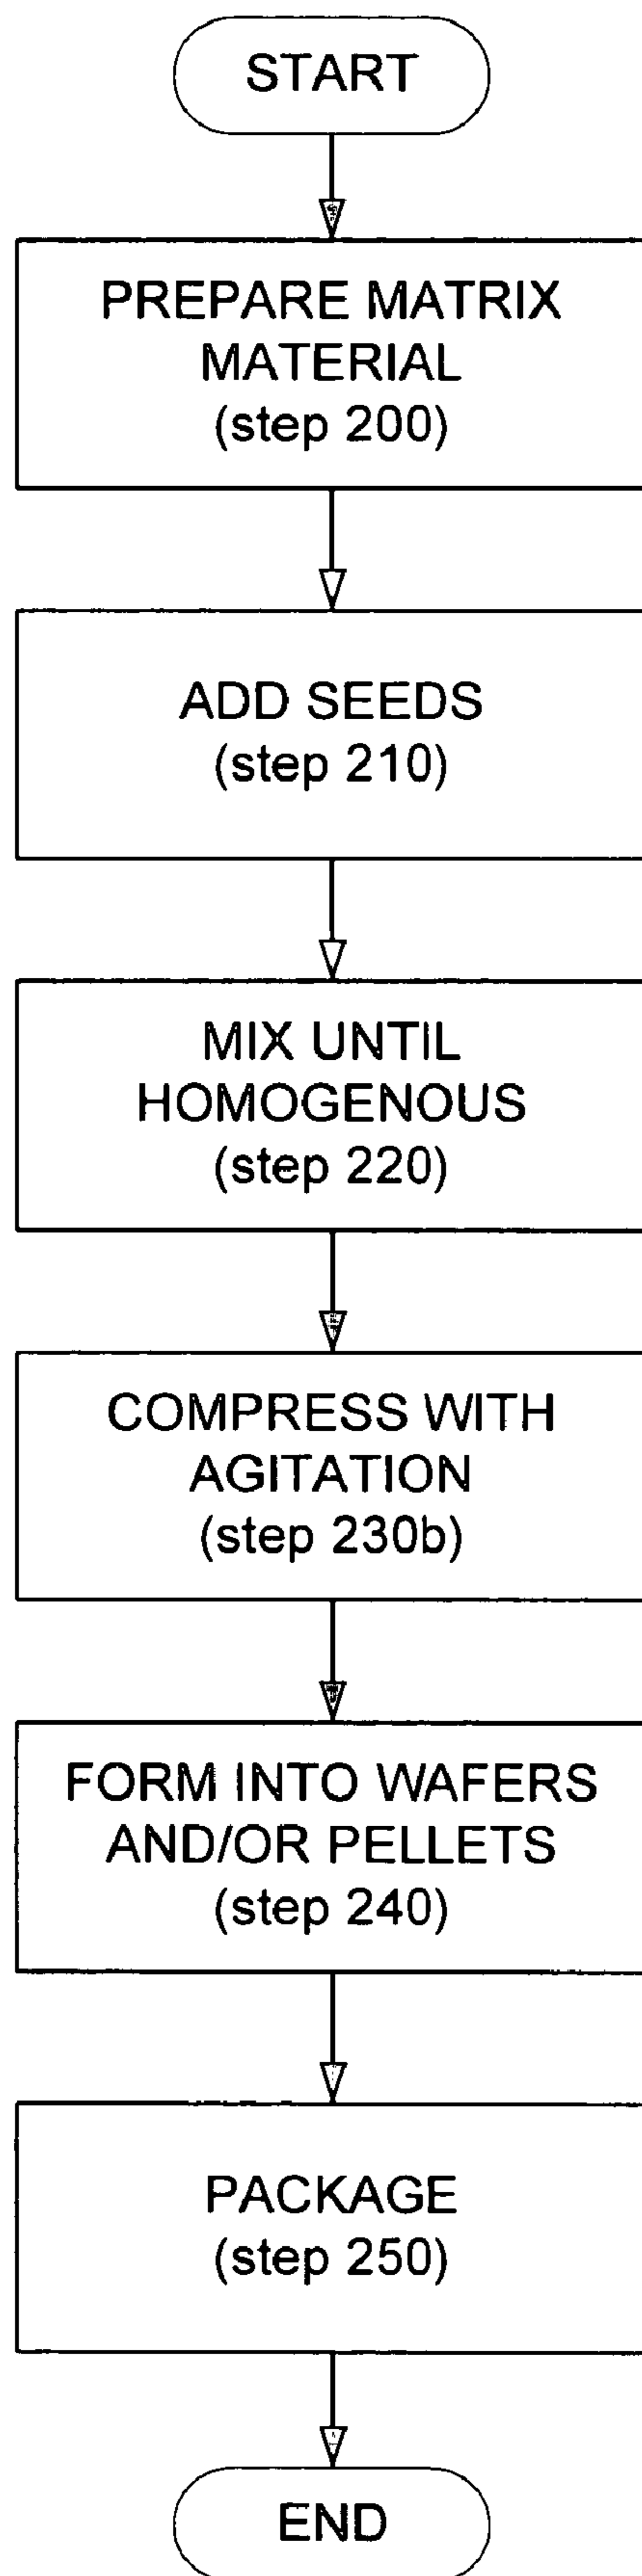 START
PREPARE MATRIX
MATERIAL
(step 200)
ADD SEEDS
(step 210)
MIX UNTIL
HOMOGENOUS
(step 220)
COMPRESS WITH
AGITATION
(step 230b)
FORM INTO WAFERS
AND/OR PELLETS
(step 240)
PACKAGE
(step 250)
END